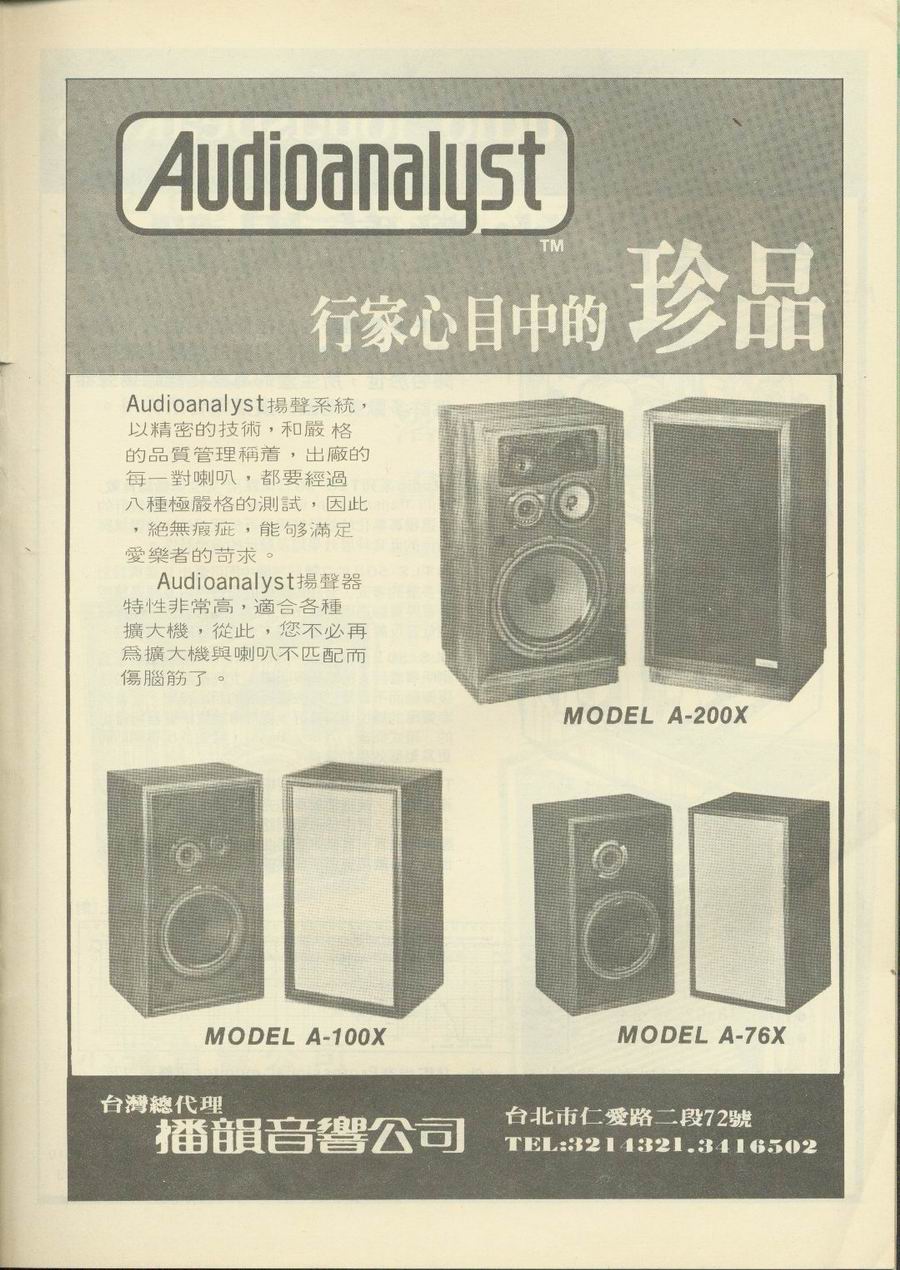 Audioanalyst
TM
行家心目中的 珍品
Audioanalyst揚聲系統，
以精密的技術，和嚴格
的品質管理稱着，出廠的
每一對喇叭，都要經過
八種極嚴格的測試，因此
，絕無瑕疵，能够滿足
愛樂者的苛求。
Audioanalyst揚聲器
特性非常高，適合各種
擴大機，從此，您不必再
爲擴大機與喇叭不匹配而
傷腦筋了。
MODEL A-200X
MODEL A-100X
MODEL A-76X
台灣總代理
播韻音響公司
台北市仁愛路二段72號
TEL:3214321.3416502